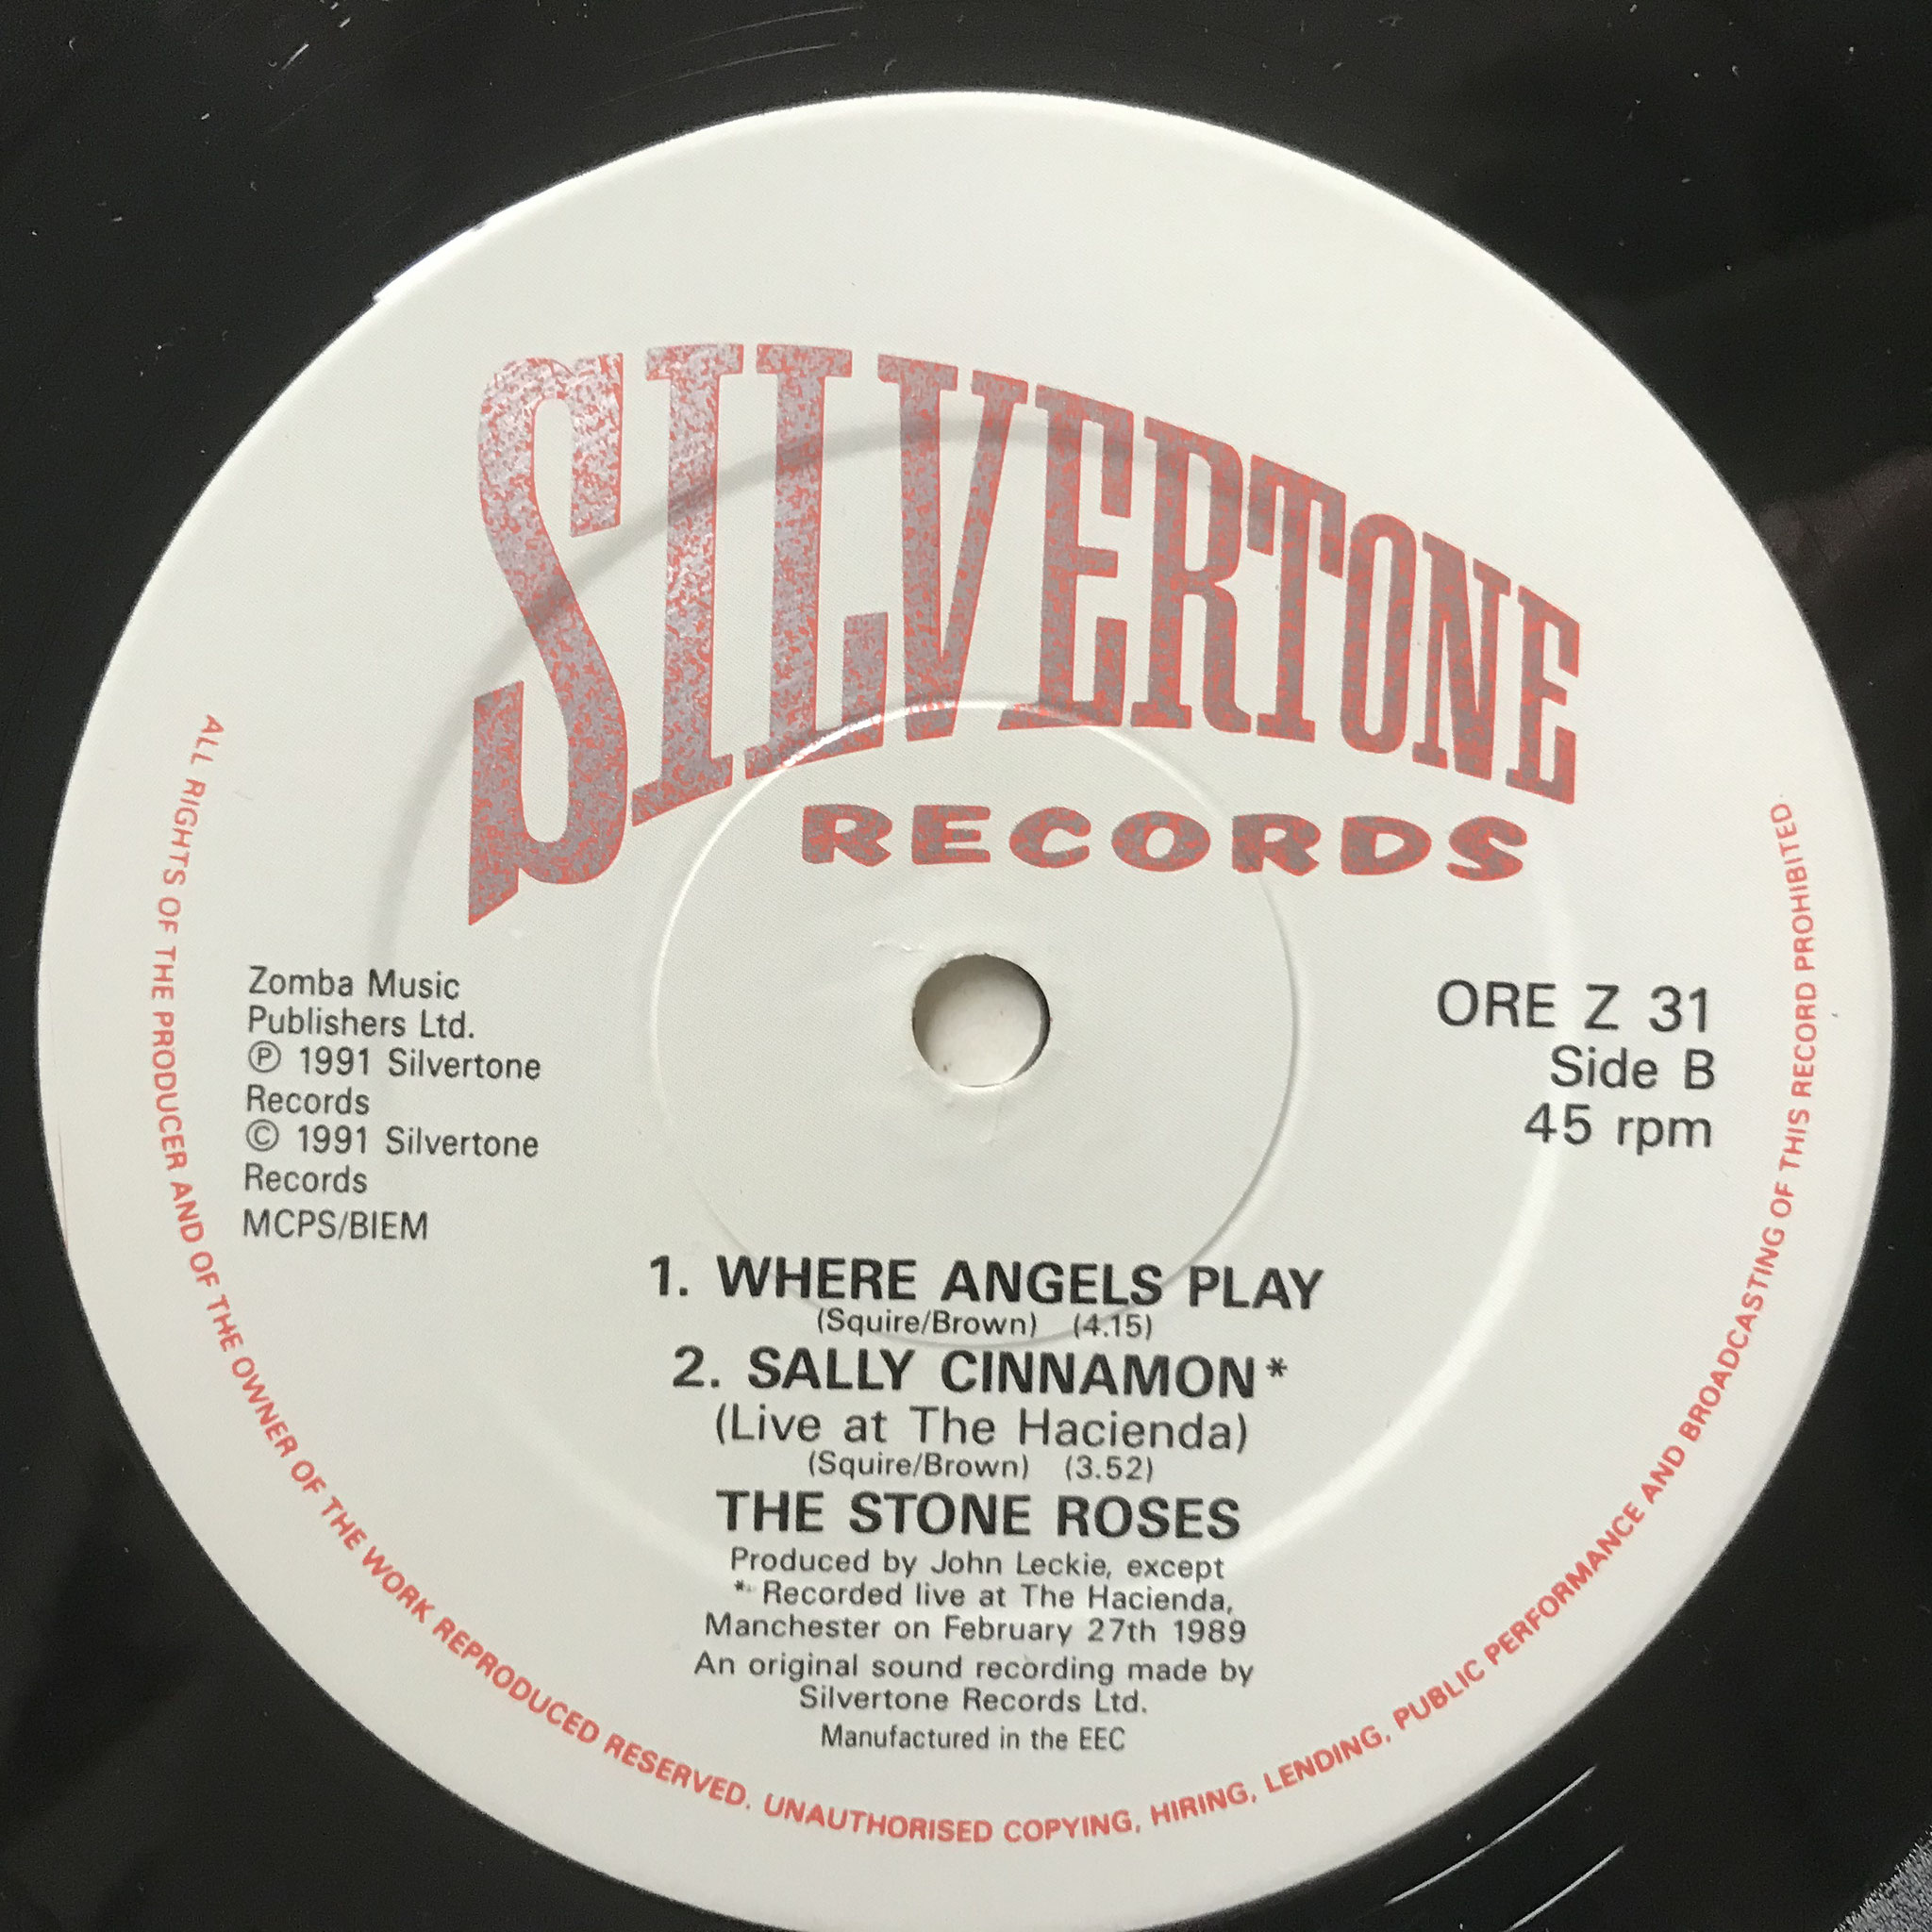 SILVERTONE
RECORDS
Zomba Music
Publishers Ltd.
Ⓟ 1991 Silvertone
Records
© 1991 Silvertone
Records
MCPS/BIEM
ORE Z 31
Side B
45 rpm
1. WHERE ANGELS PLAY
(Squire/Brown) (4.15)
2. SALLY CINNAMON*
(Live at The Hacienda)
(Squire/Brown) (3.52)
THE STONE ROSES
Produced by John Leckie, except
* Recorded live at The Hacienda,
Manchester on February 27th 1989
An original sound recording made by
Silvertone Records Ltd.
Manufactured in the EEC
ALL RIGHTS OF THE PRODUCER AND OF THE OWNER OF THE WORK REPRODUCED RESERVED. UNAUTHORISED COPYING, HIRING, LENDING, PUBLIC PERFORMANCE AND BROADCASTING OF THIS RECORD PROHIBITED